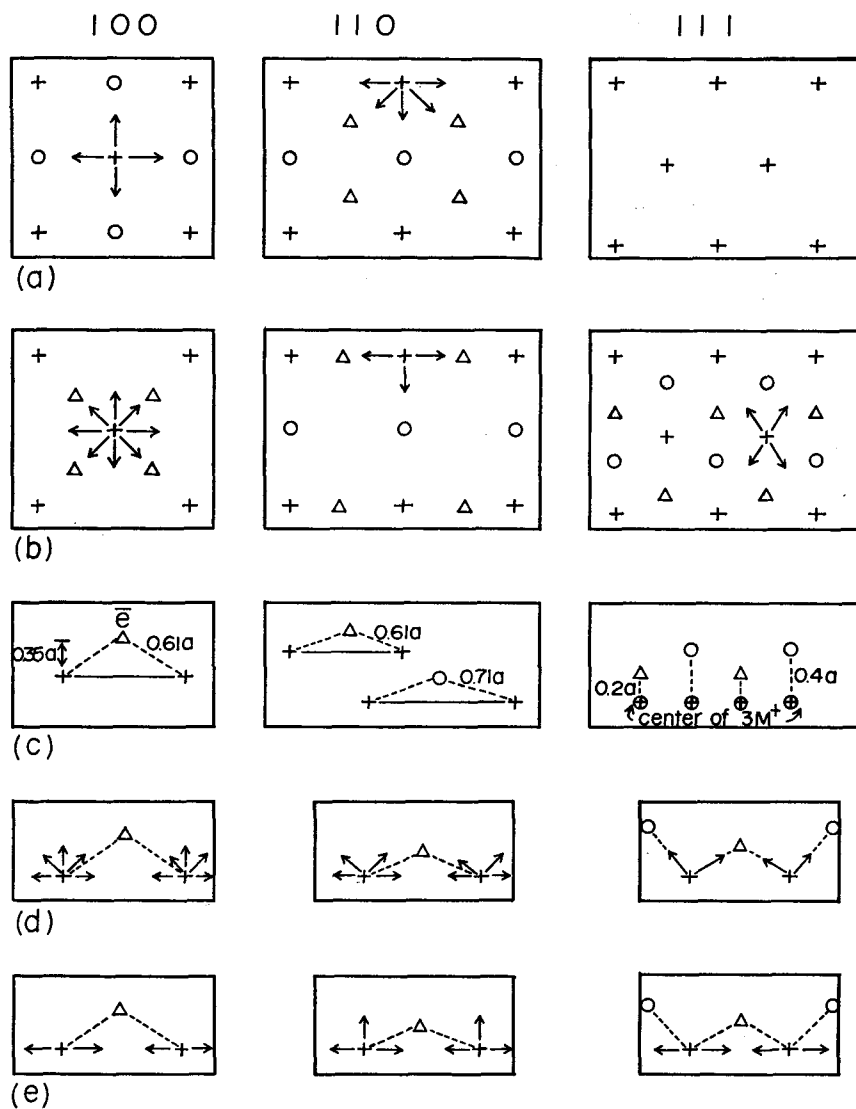 100 110 111
(a)
(b)
e̅
0.35a 0.61a 0.61a
0.71a
0.2a 0.4a
center of 3M⁺
(c)
(d)
(e)